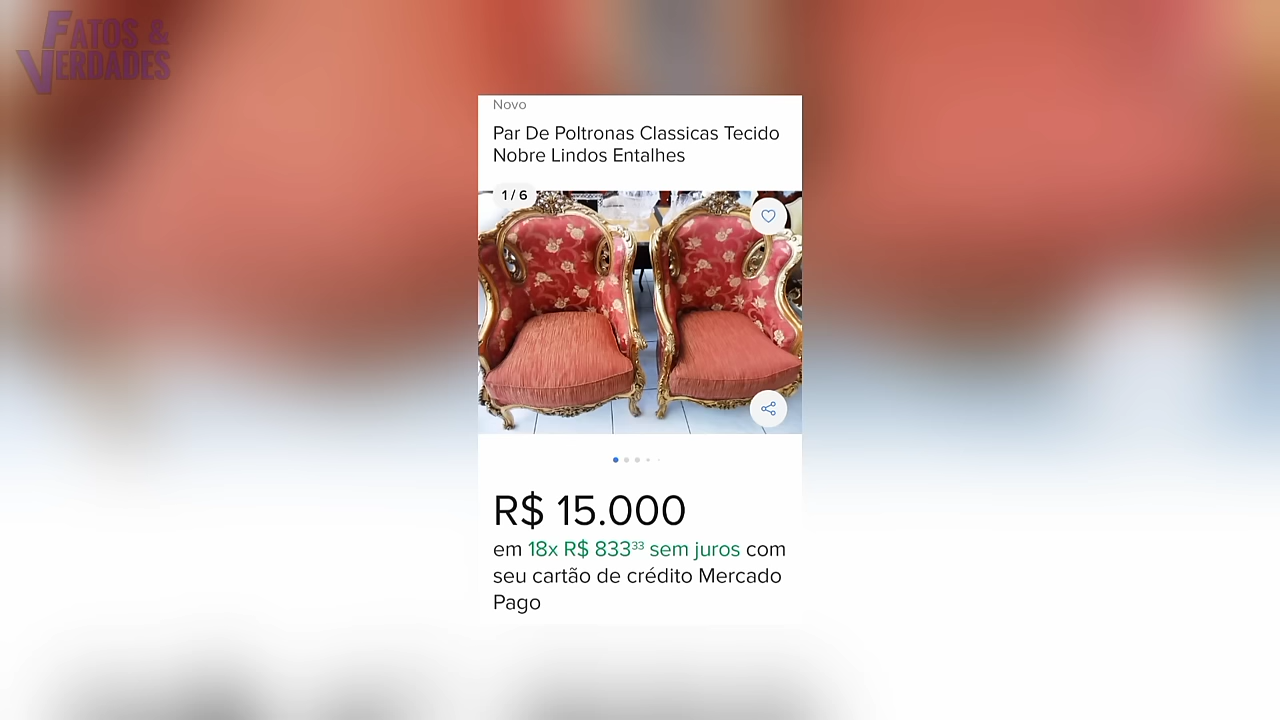 FATOS &
VERDADES
Novo
Par De Poltronas Classicas Tecido
Nobre Lindos Entalhes
1 / 6
R$ 15.000
em 18x R$ 833³³ sem juros com
seu cartão de crédito Mercado
Pago